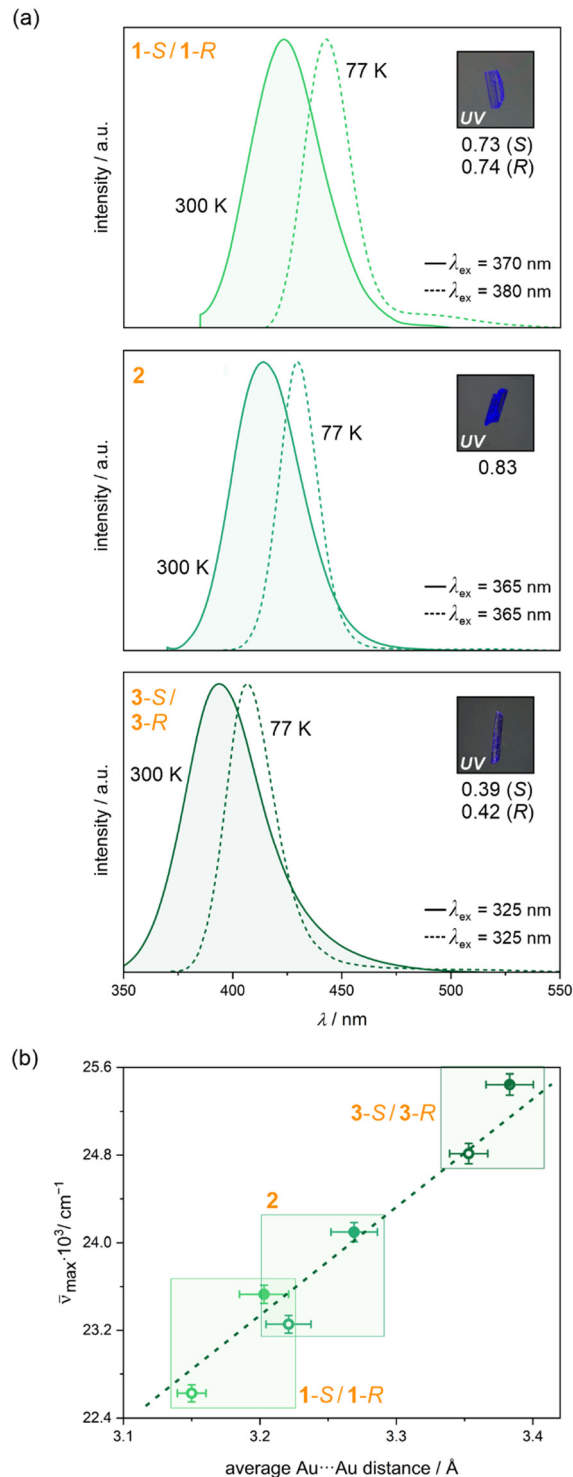 (a)
1-S/1-R
77 K
300 K
UV
0.73 (S)
0.74 (R)
λex = 370 nm
λex = 380 nm
intensity / a.u.
2
77 K
300 K
UV
0.83
λex = 365 nm
λex = 365 nm
intensity / a.u.
3-S/
3-R
77 K
300 K
UV
0.39 (S)
0.42 (R)
λex = 325 nm
λex = 325 nm
intensity / a.u.
350 400 450 500 550
λ / nm
(b)
25.6
24.8
24.0
23.2
22.4
ν̄max·10³/ cm⁻¹
3-S/3-R
2
1-S/1-R
3.1 3.2 3.3 3.4
average Au···Au distance / Å